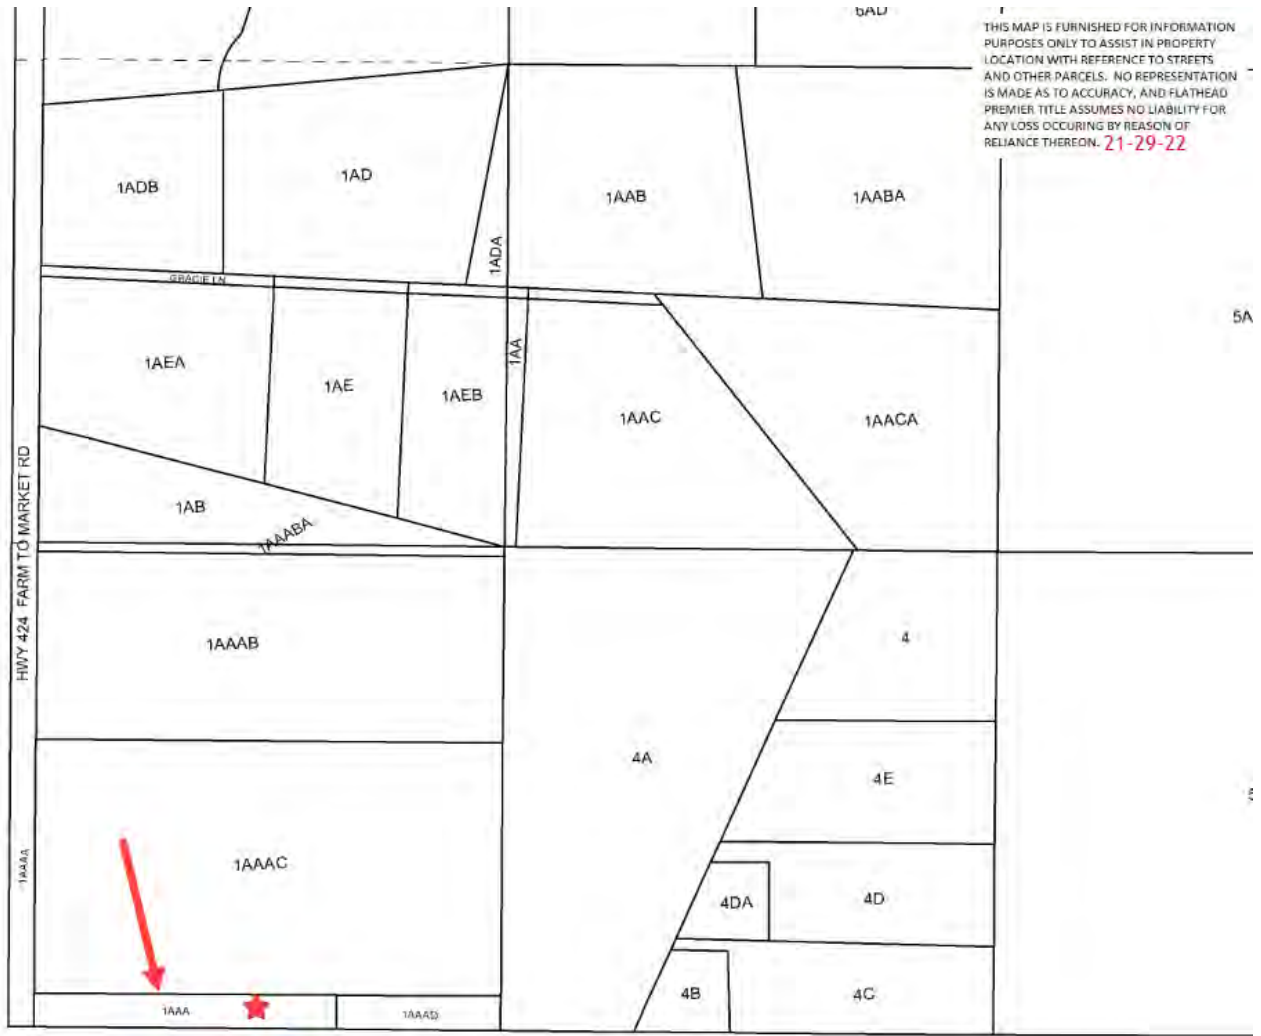 6AD
THIS MAP IS FURNISHED FOR INFORMATION
PURPOSES ONLY TO ASSIST IN PROPERTY
LOCATION WITH REFERENCE TO STREETS
AND OTHER PARCELS. NO REPRESENTATION
IS MADE AS TO ACCURACY, AND FLATHEAD
PREMIER TITLE ASSUMES NO LIABILITY FOR
ANY LOSS OCCURING BY REASON OF
RELIANCE THEREON. 21-29-22
1ADB
1AD
1ADA
1AAB
1AABA
GRACIE LN
5A
1AEA
1AE
1AEB
1AA
1AAC
1AACA
HWY 424 FARM TO MARKET RD
1AB
1AAABA
1AAAB
4
4A
4E
1AAAA
1AAAC
4DA
4D
4B
4C
1AAA
1AAAD